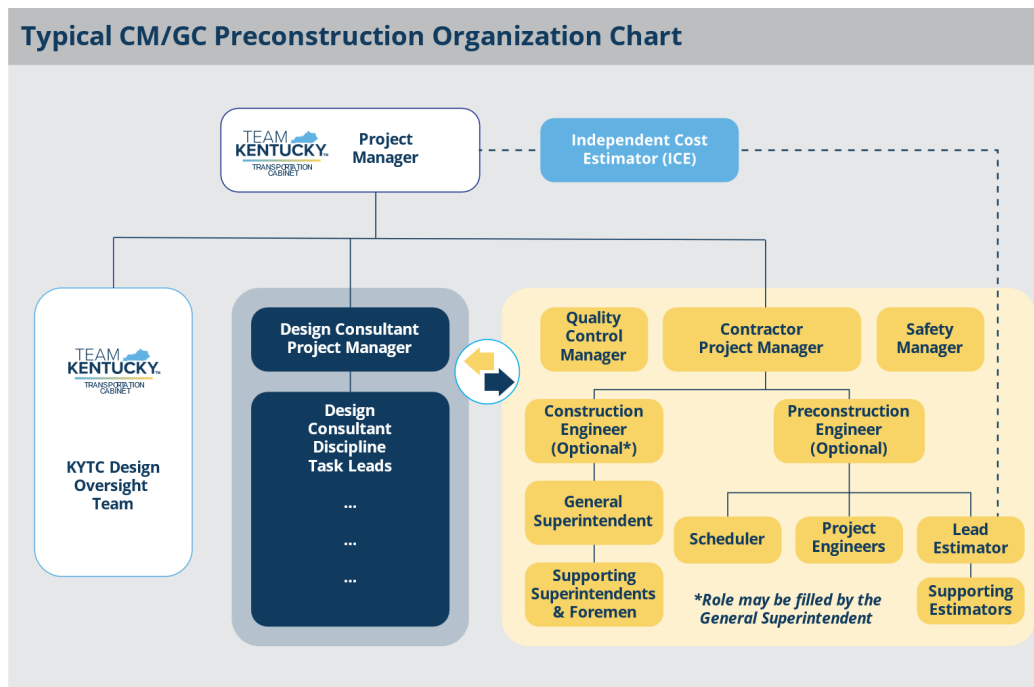 Typical CM/GC Preconstruction Organization Chart
TEAM
KENTUCKY™
TRANSPORTATION
CABINET
Project
Manager
Independent Cost
Estimator (ICE)
TEAM
KENTUCKY™
TRANSPORTATION
CABINET
KYTC Design
Oversight
Team
Design Consultant
Project Manager
Design
Consultant
Discipline
Task Leads
...
...
...
Quality
Control
Manager
Contractor
Project Manager
Safety
Manager
Construction
Engineer
(Optional*)
Preconstruction
Engineer
(Optional)
General
Superintendent
Scheduler
Project
Engineers
Lead
Estimator
Supporting
Superintendents
& Foremen
*Role may be filled by the
General Superintendent
Supporting
Estimators